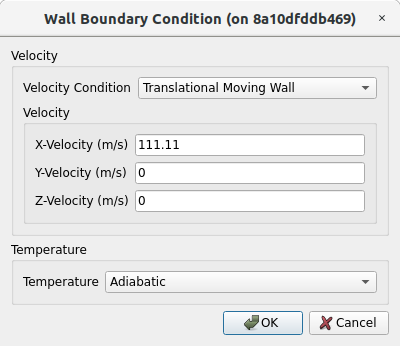 Wall Boundary Condition (on 8a10dfddb469)
Velocity
Velocity Condition Translational Moving Wall
Velocity
X-Velocity (m/s) 111.11
Y-Velocity (m/s) 0
Z-Velocity (m/s) 0
Temperature
Temperature Adiabatic
OK Cancel